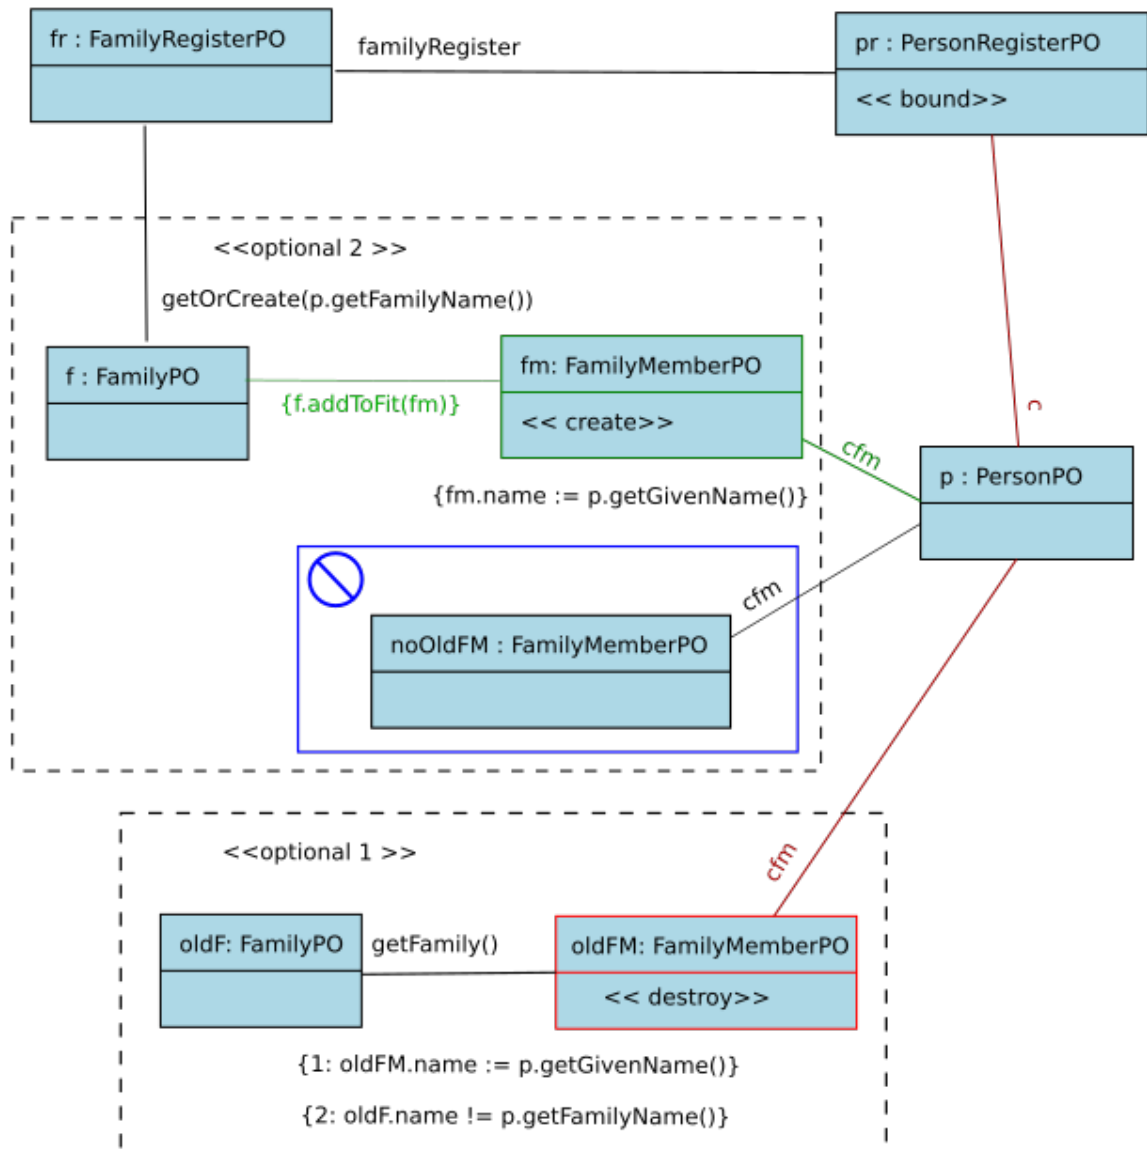 fr : FamilyRegisterPO
familyRegister
pr : PersonRegisterPO
<< bound>>
<<optional 2 >>
getOrCreate(p.getFamilyName())
f : FamilyPO
{f.addToFit(fm)}
fm: FamilyMemberPO
<< create>>
cfm
c
p : PersonPO
{fm.name := p.getGivenName()}
cfm
noOldFM : FamilyMemberPO
<<optional 1 >>
cfm
oldF: FamilyPO
getFamily()
oldFM: FamilyMemberPO
<< destroy>>
{1: oldFM.name := p.getGivenName()}
{2: oldF.name != p.getFamilyName()}